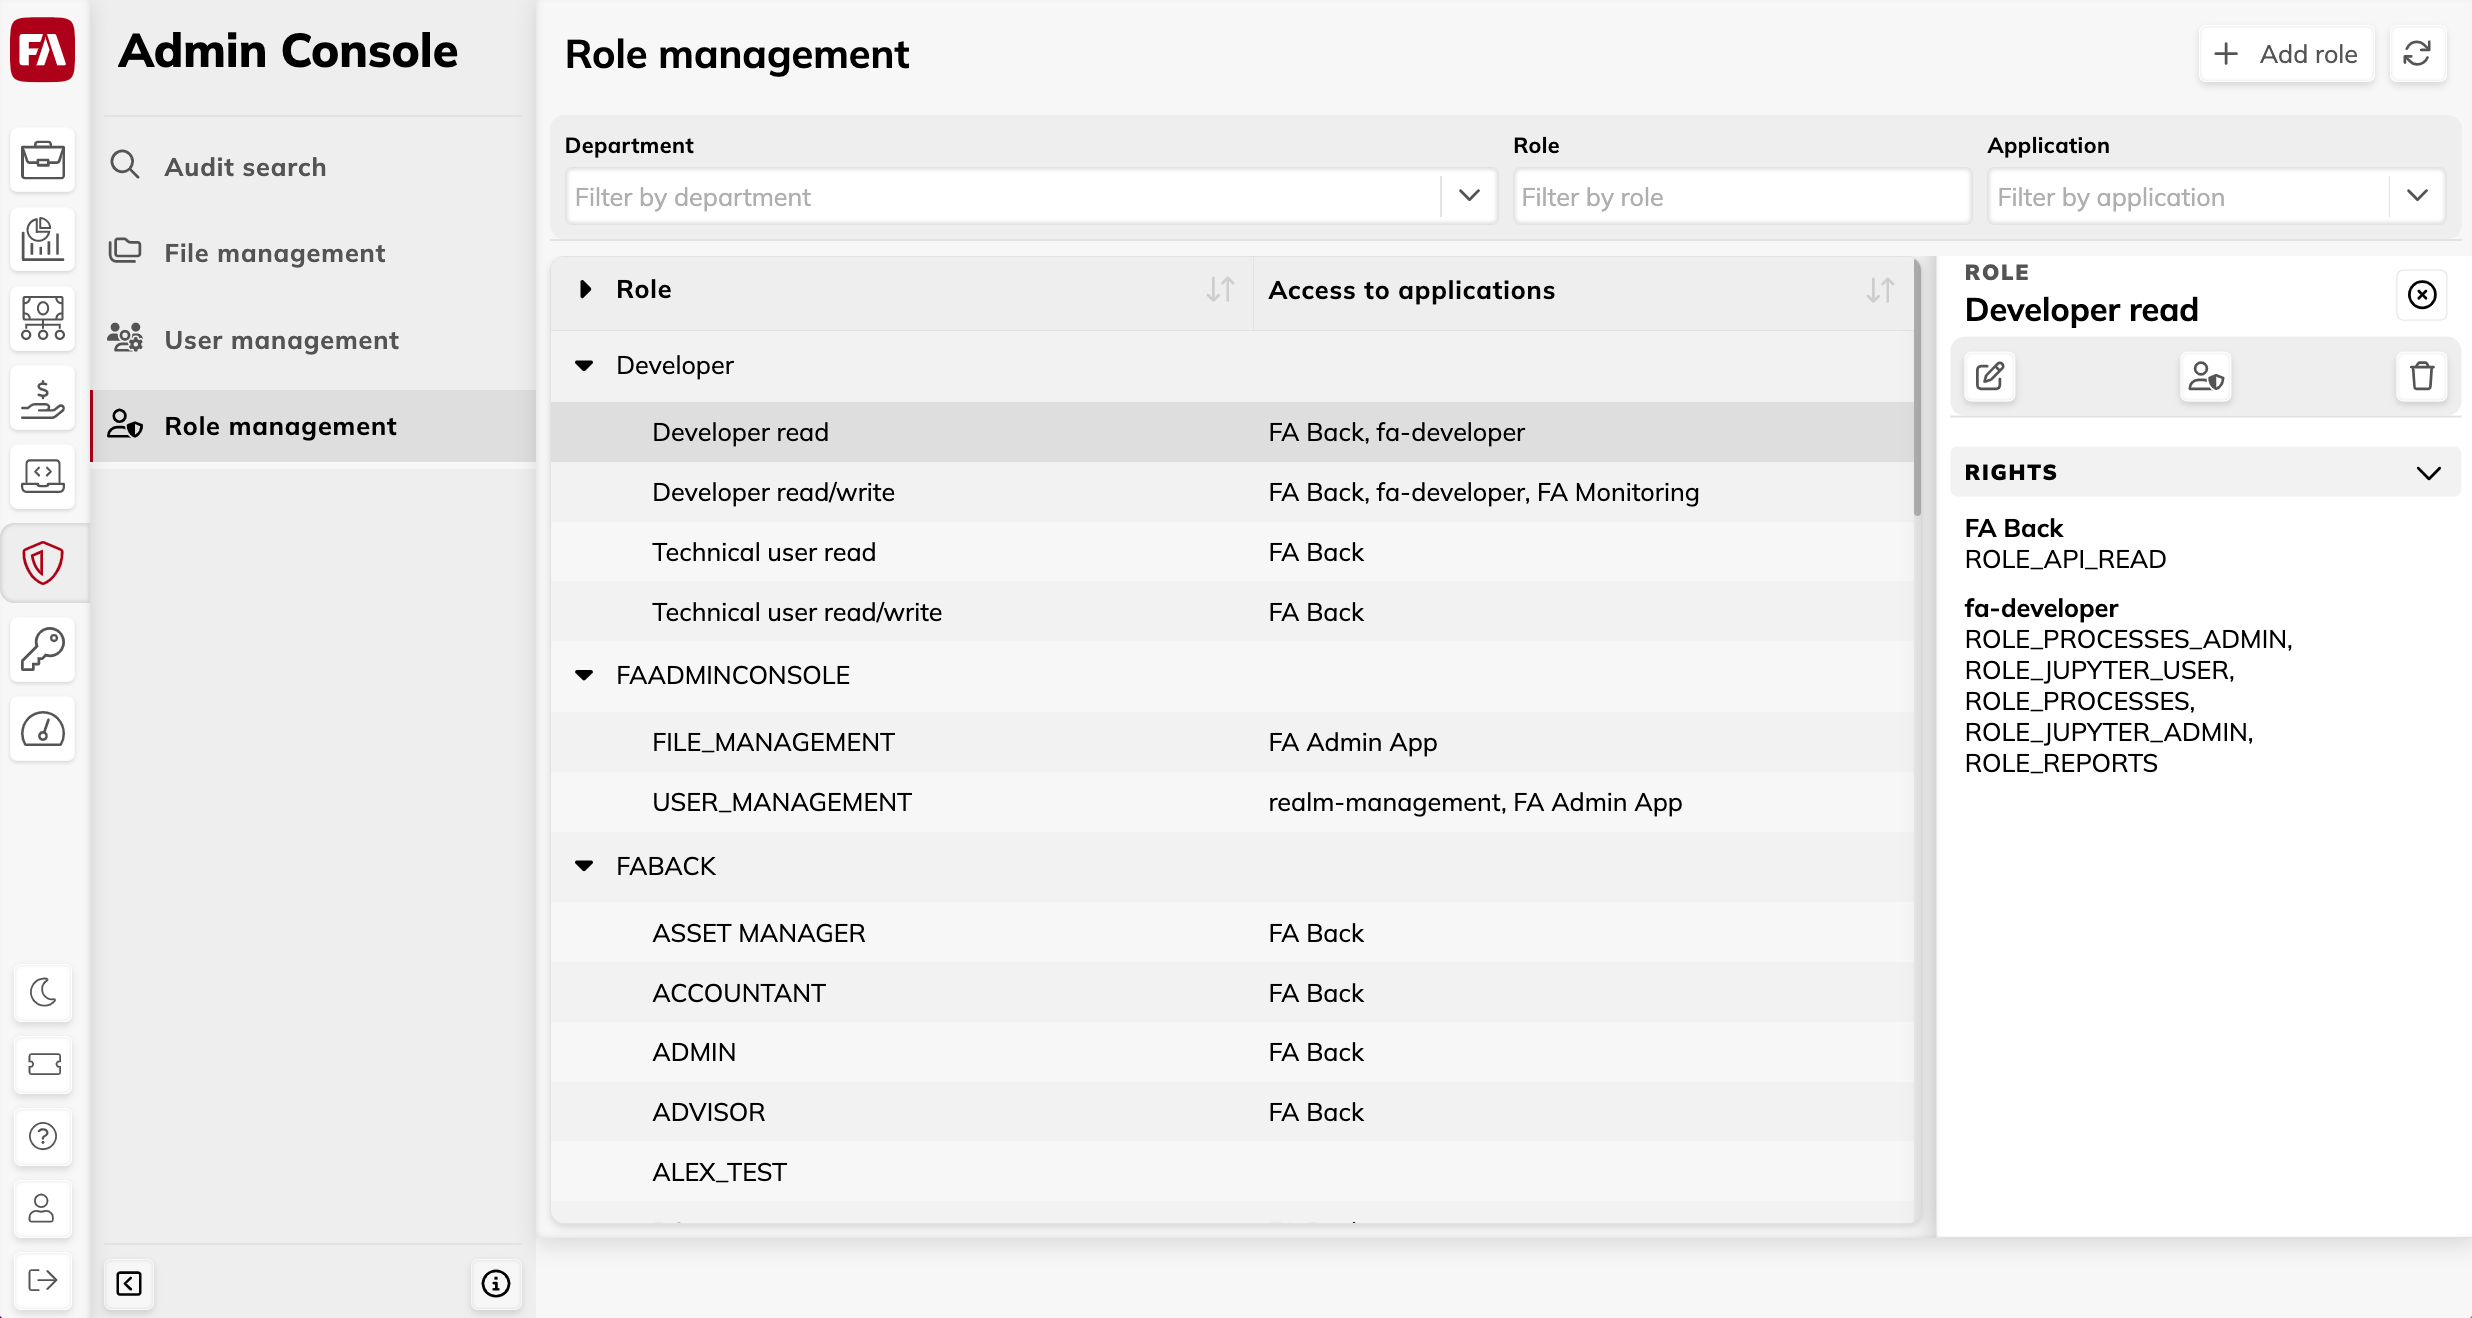 FA
Admin Console
Audit search
File management
User management
Role management
Role management
Add role
Department
Role
Application
Filter by department
Filter by role
Filter by application
Role
Access to applications
Developer
Developer read
FA Back, fa-developer
Developer read/write
FA Back, fa-developer, FA Monitoring
Technical user read
FA Back
Technical user read/write
FA Back
FAADMINCONSOLE
FILE_MANAGEMENT
FA Admin App
USER_MANAGEMENT
realm-management, FA Admin App
FABACK
ASSET MANAGER
FA Back
ACCOUNTANT
FA Back
ADMIN
FA Back
ADVISOR
FA Back
ALEX_TEST
ROLE
Developer read
RIGHTS
FA Back
ROLE_API_READ
fa-developer
ROLE_PROCESSES_ADMIN,
ROLE_JUPYTER_USER,
ROLE_PROCESSES,
ROLE_JUPYTER_ADMIN,
ROLE_REPORTS